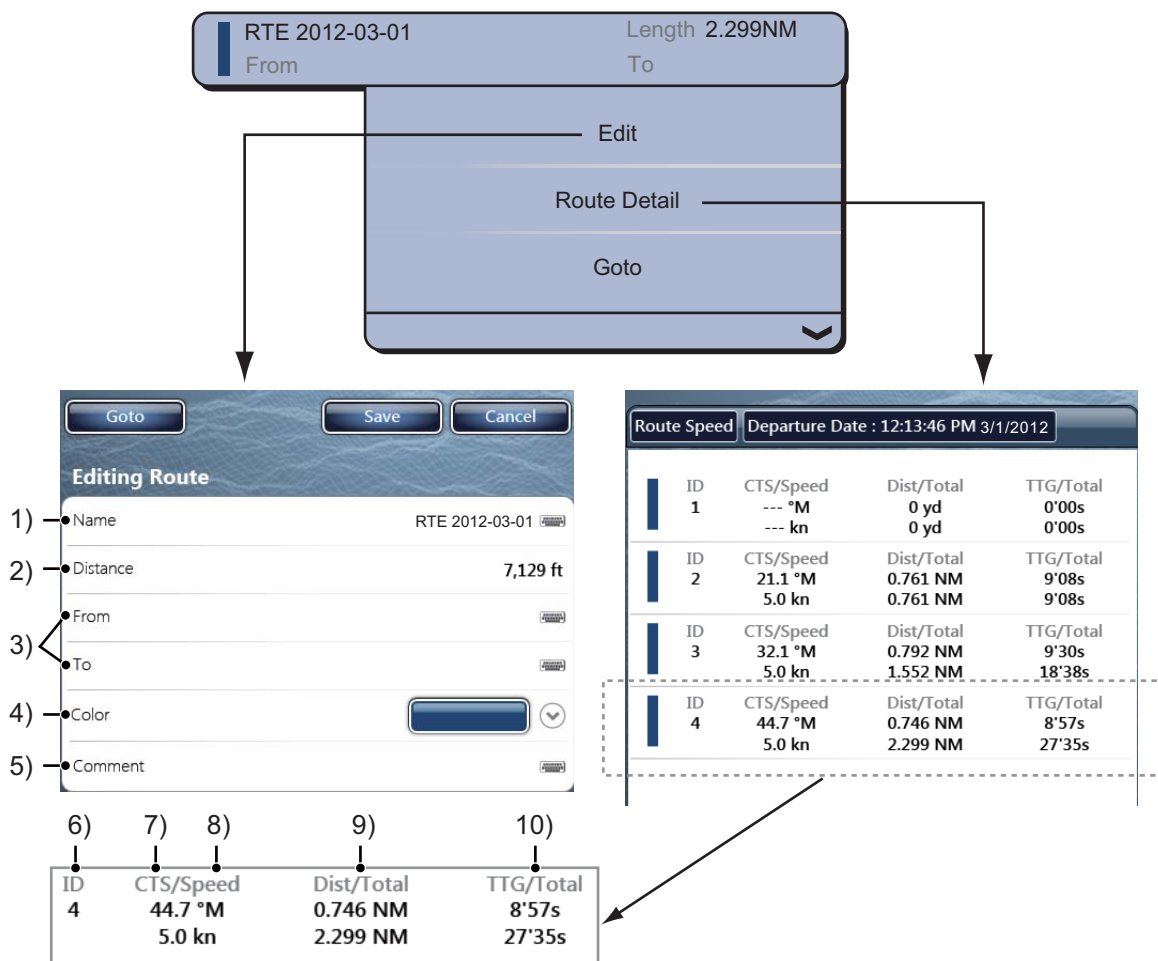 RTE 2012-03-01 Length 2.299NM
From To
Edit
Route Detail
Goto
Goto Save Cancel
Editing Route
1) Name RTE 2012-03-01
2) Distance 7,129 ft
3) From
To
4) Color
5) Comment
Route Speed Departure Date : 12:13:46 PM 3/1/2012
ID CTS/Speed Dist/Total TTG/Total
1 --- °M 0 yd 0'00s
--- kn 0 yd 0'00s
ID CTS/Speed Dist/Total TTG/Total
2 21.1 °M 0.761 NM 9'08s
5.0 kn 0.761 NM 9'08s
ID CTS/Speed Dist/Total TTG/Total
3 32.1 °M 0.792 NM 9'30s
5.0 kn 1.552 NM 18'38s
ID CTS/Speed Dist/Total TTG/Total
4 44.7 °M 0.746 NM 8'57s
5.0 kn 2.299 NM 27'35s
6) 7) 8) 9) 10)
ID CTS/Speed Dist/Total TTG/Total
4 44.7 °M 0.746 NM 8'57s
5.0 kn 2.299 NM 27'35s